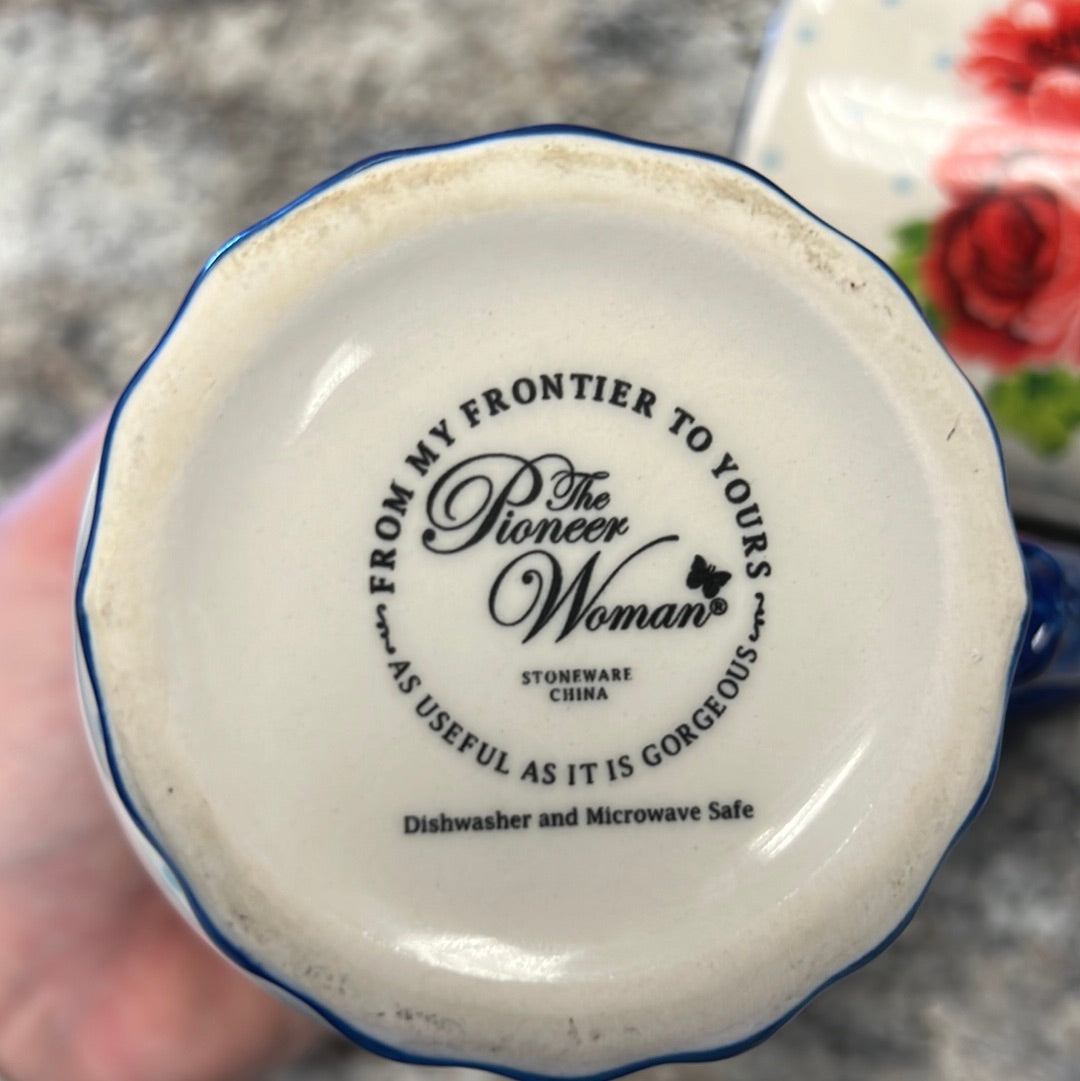 FROM MY FRONTIER TO YOURS
The
Pioneer
Woman®
STONEWARE
CHINA
AS USEFUL AS IT IS GORGEOUS
Dishwasher and Microwave Safe